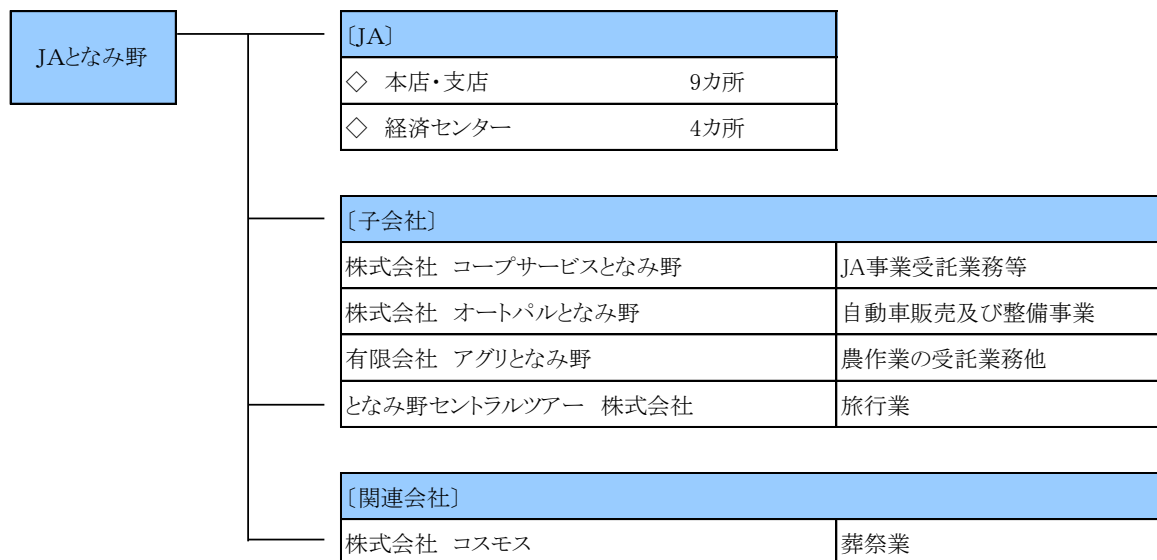 JAとなみ野
〔JA〕
◇ 本店・支店 9カ所
◇ 経済センター 4カ所
〔子会社〕
株式会社 コープサービスとなみ野 JA事業受託業務等
株式会社 オートパルとなみ野 自動車販売及び整備事業
有限会社 アグリとなみ野 農作業の受託業務他
となみ野セントラルツアー 株式会社 旅行業
〔関連会社〕
株式会社 コスモス 葬祭業